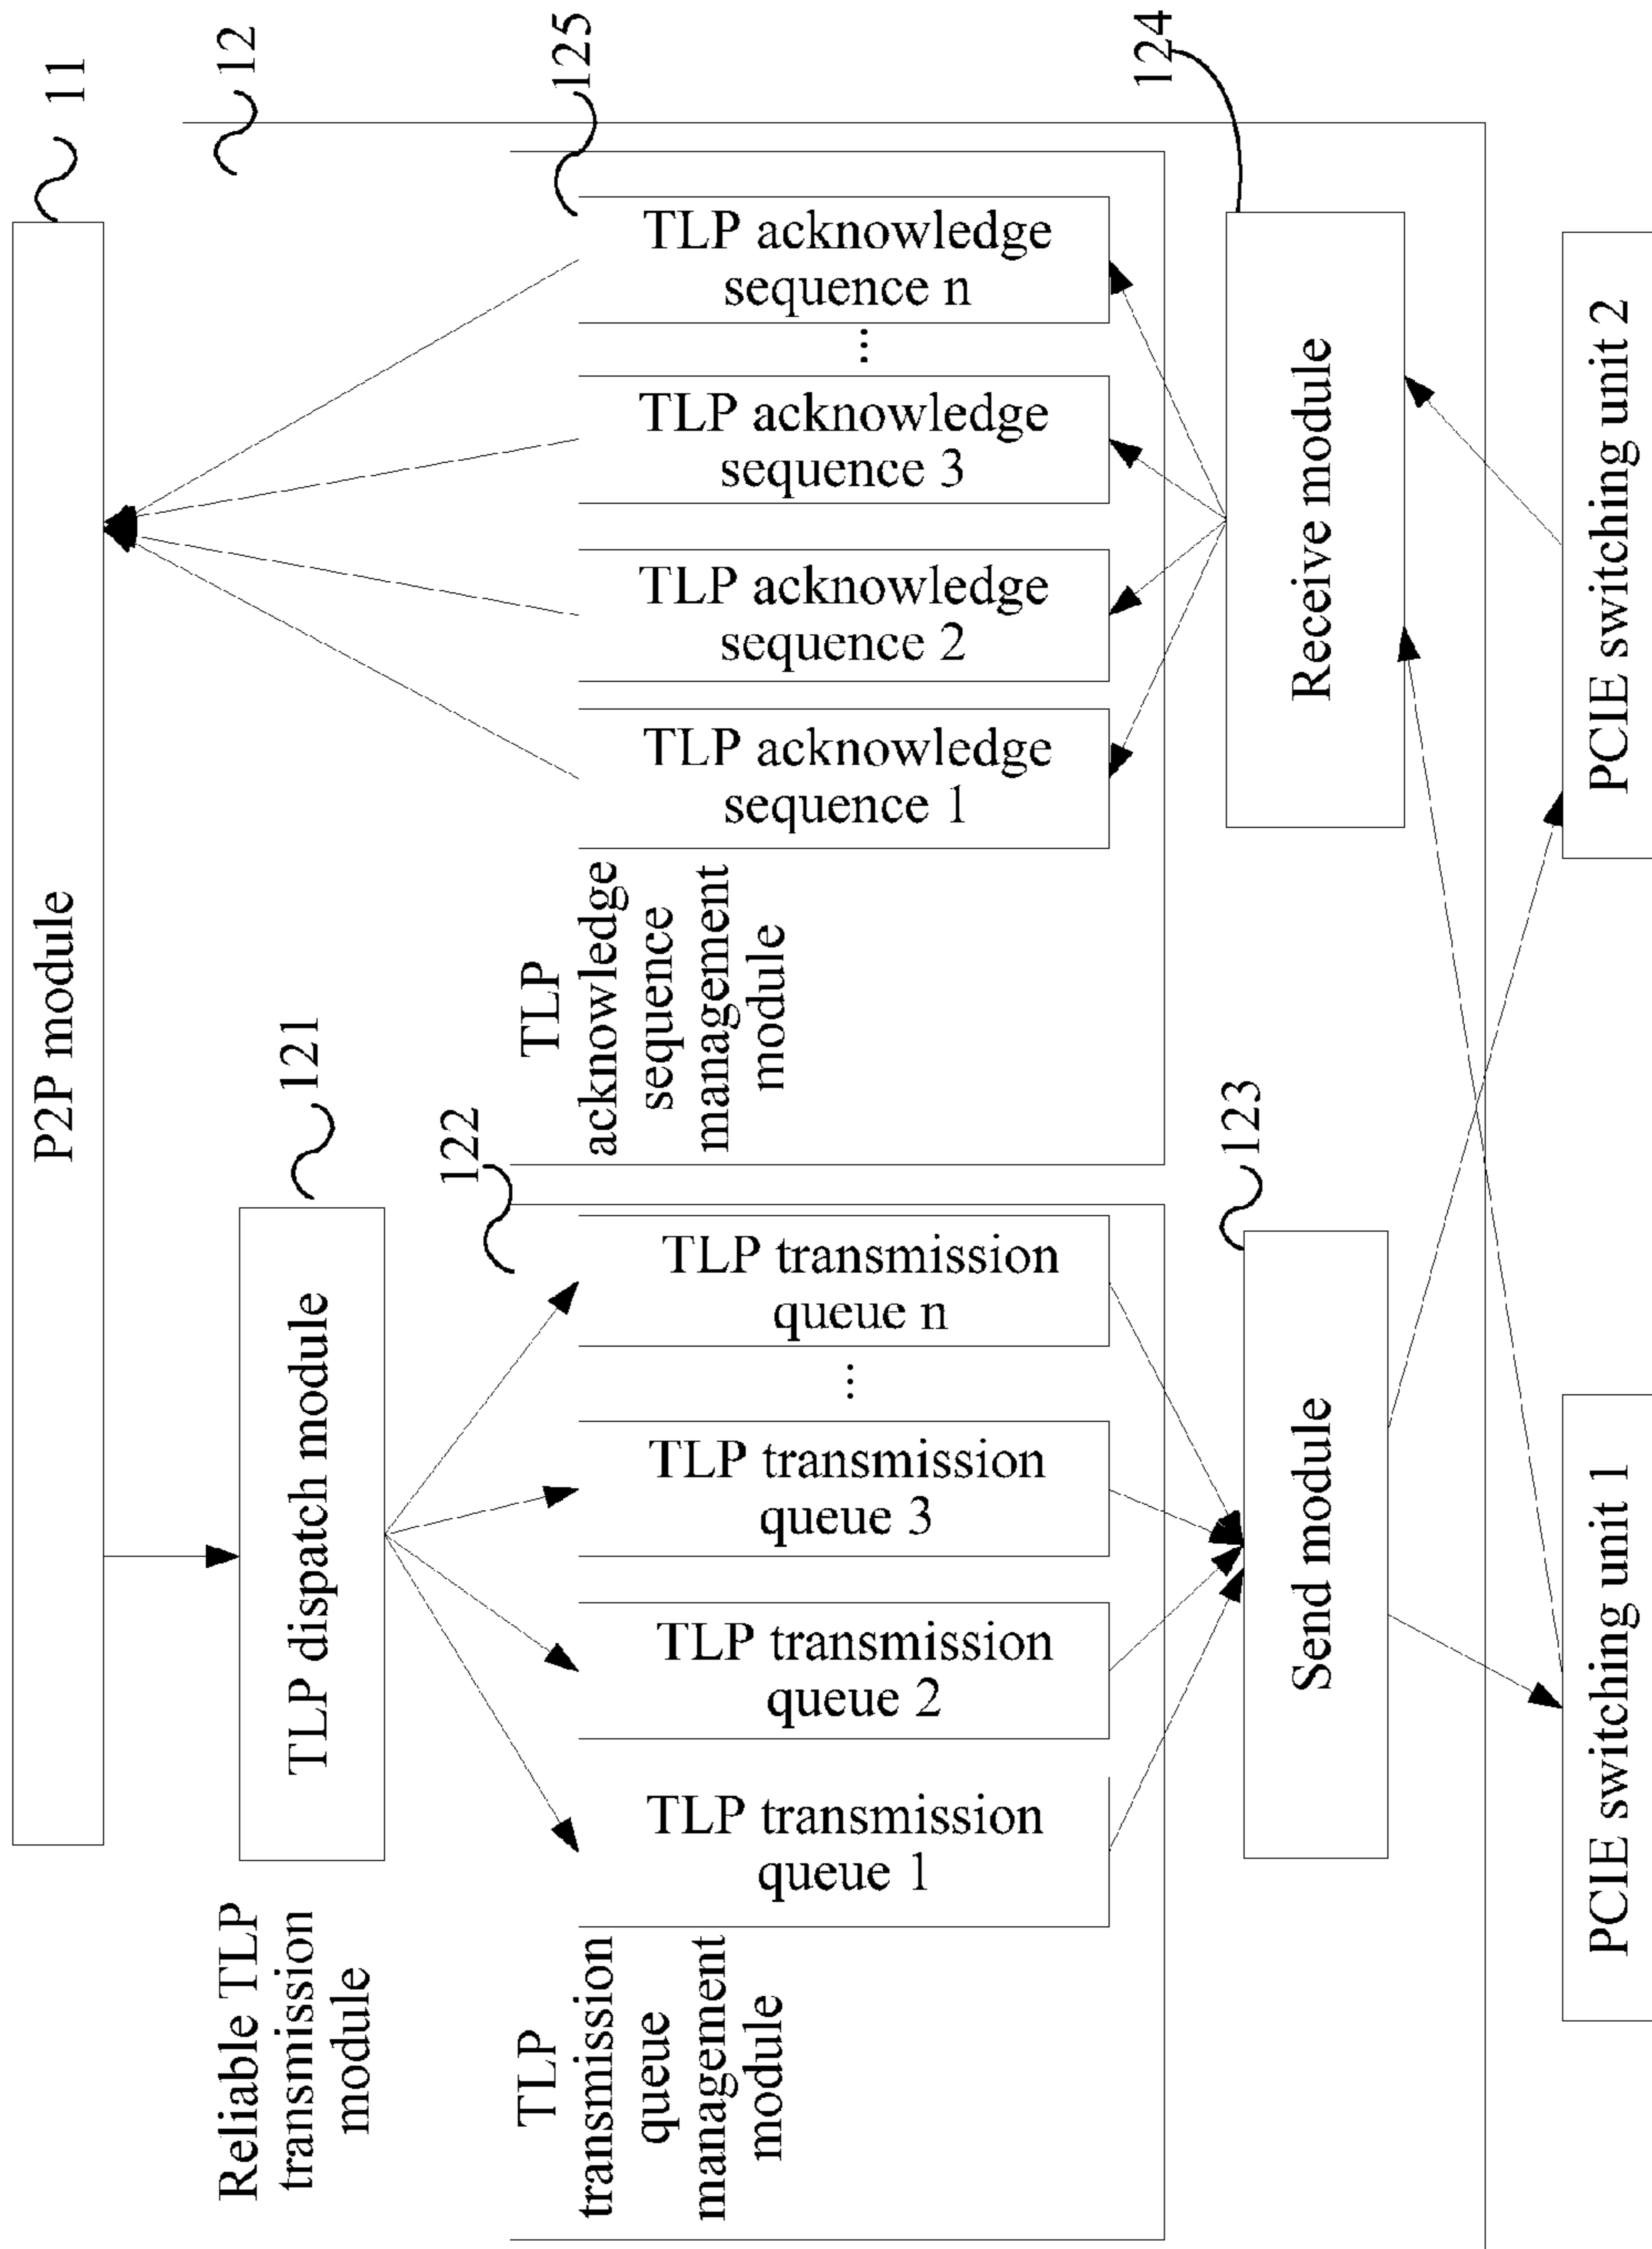 P2P module
11
12
Reliable TLP
transmission
module
TLP dispatch module
121
TLP
transmission
queue
management
module
122
TLP transmission
queue 1
TLP transmission
queue 2
TLP transmission
queue 3
...
TLP transmission
queue n
TLP
acknowledge
sequence
management
module
125
TLP acknowledge
sequence 1
TLP acknowledge
sequence 2
TLP acknowledge
sequence 3
...
TLP acknowledge
sequence n
Send module
123
Receive module
124
PCIE switching unit 1
PCIE switching unit 2